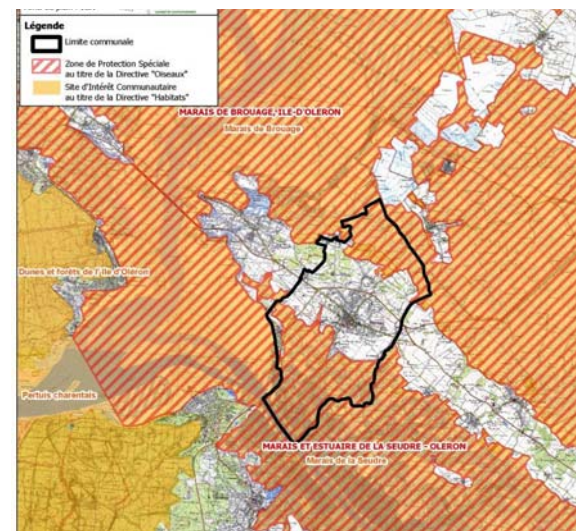 Légende
Limite communale
Zone de Protection Spéciale
au titre de la Directive "Oiseaux"
Site d'Intérêt Communautaire
au titre de la Directive "Habitats"
MARAIS DE BROUAGE, ILE-D'OLERON
Marais de Brouage
Dunes et forêts de l'Ile d'Oléron
Pertuis charentais
MARAIS ET ESTUAIRE DE LA SEUDRE - OLERON
Marais de la Seudre